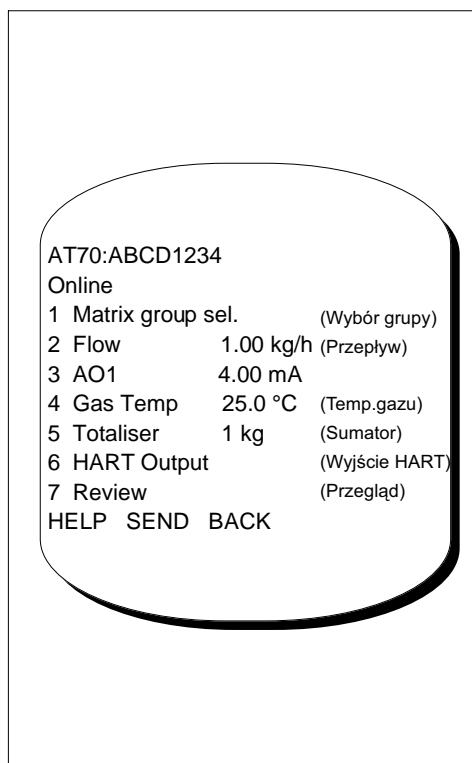 AT70:ABCD1234
Online
1 Matrix group sel. (Wybór grupy)
2 Flow 1.00 kg/h (Przepływ)
3 AO1 4.00 mA
4 Gas Temp 25.0 °C (Temp.gazu)
5 Totaliser 1 kg (Sumator)
6 HART Output (Wyjście HART)
7 Review (Przegląd)
HELP SEND BACK